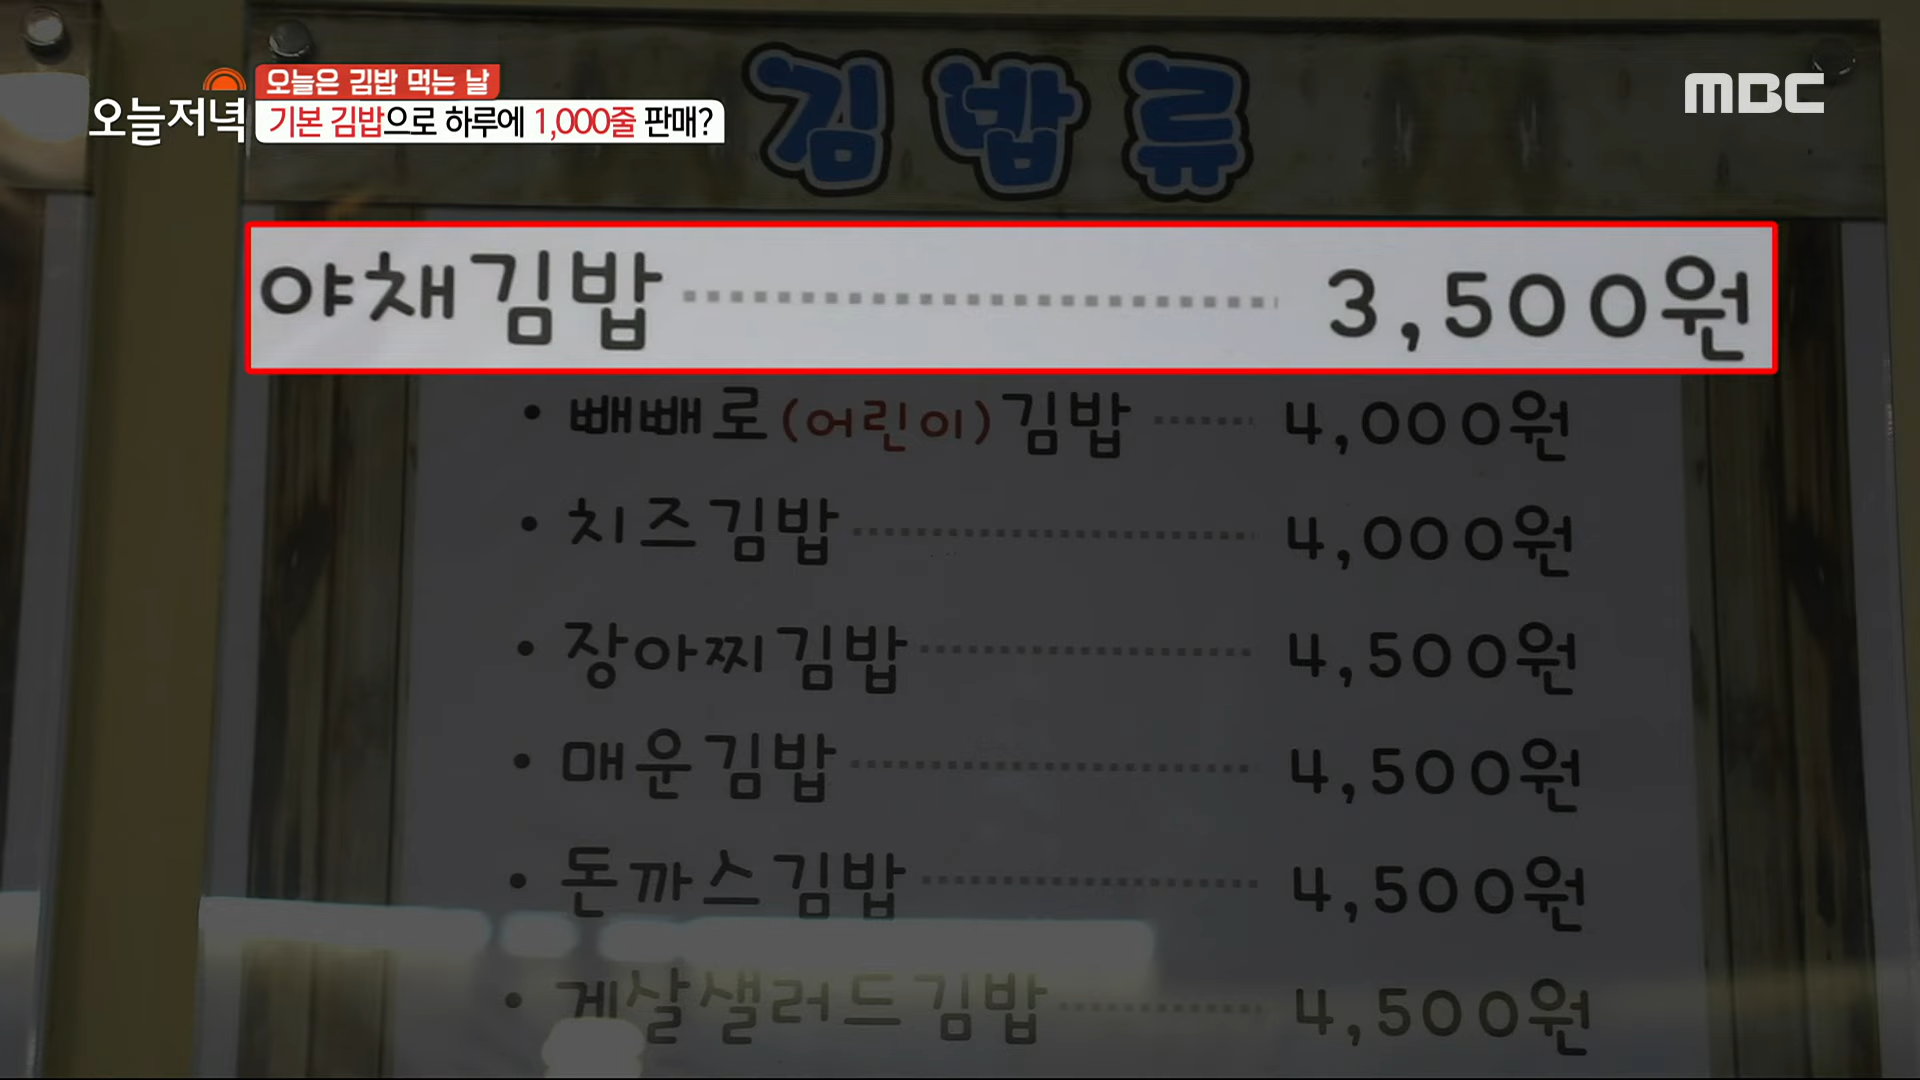 오늘은 김밥 먹는 날
오늘저녁
기본 김밥으로 하루에 1,000줄 판매?
MBC
김밥류
야채김밥 3,500원
• 빼빼로(어린이)김밥 4,000원
• 치즈김밥 4,000원
• 장아찌김밥 4,500원
• 매운김밥 4,500원
• 돈까스김밥 4,500원
• 게살샐러드김밥 4,500원